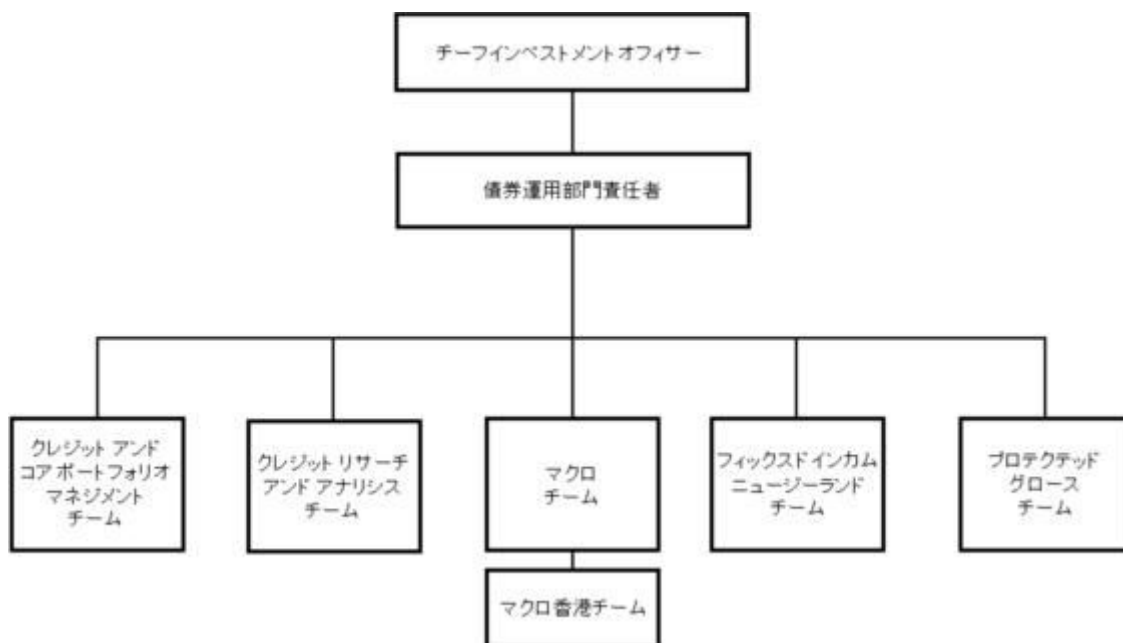 チーフインベストメントオフィサー
債券運用部門責任者
クレジット アンド
コア ポートフォリオ
マネジメント
チーム
クレジット リサーチ
アンド アナリシス
チーム
マクロ
チーム
フィックスド インカム
ニュージーランド
チーム
プロテクテッド
グロース
チーム
マクロ香港チーム